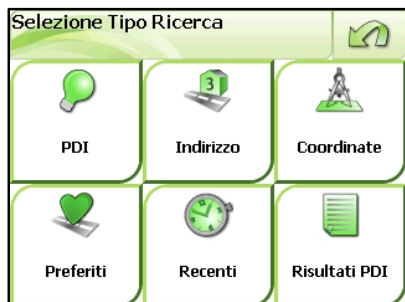 Selezione Tipo Ricerca
3
PDI
Indirizzo
Coordinate
Preferiti
Recenti
Risultati PDI